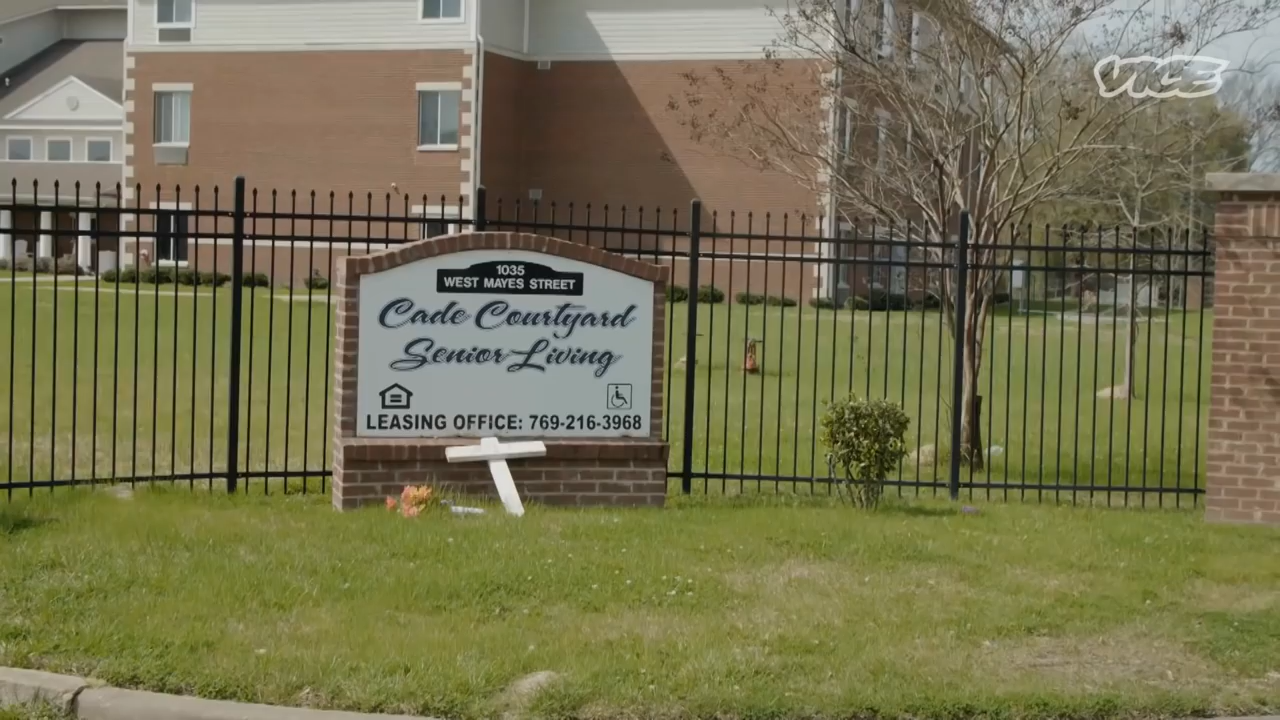 VICE
1035
WEST MAYES STREET
Cade Courtyard
Senior Living
LEASING OFFICE: 769-216-3968